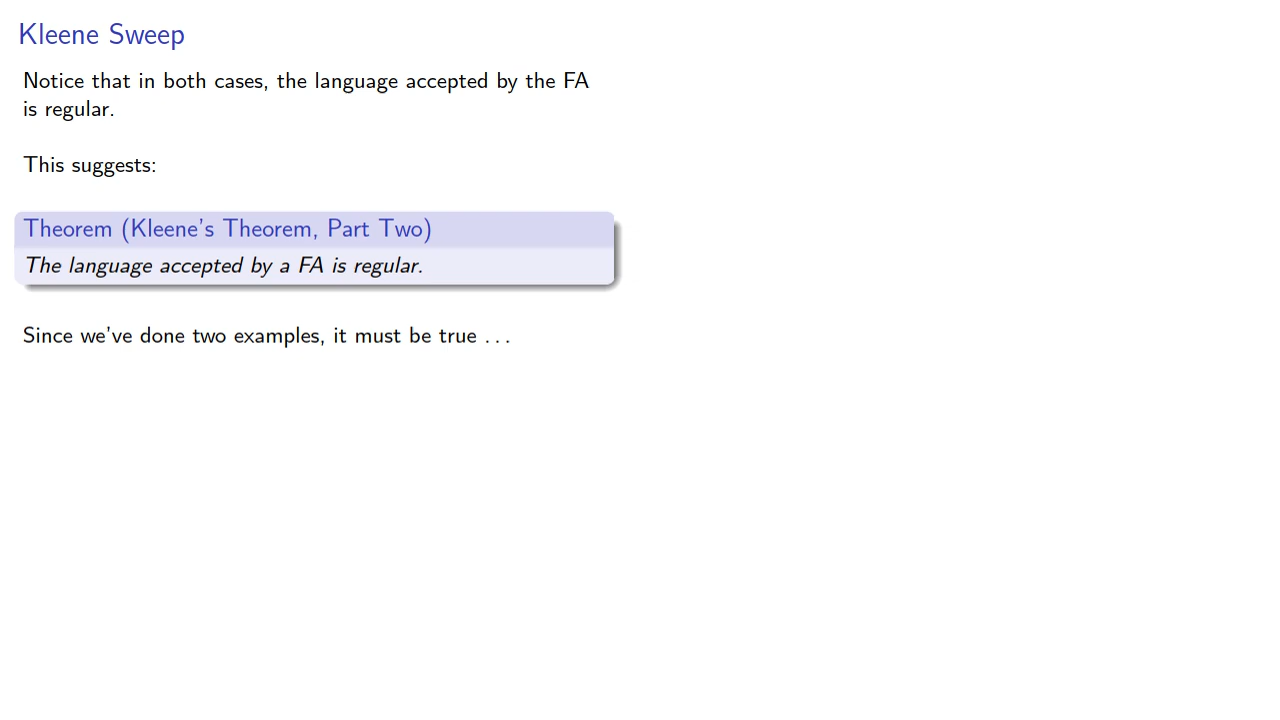 Kleene Sweep
Notice that in both cases, the language accepted by the FA
is regular.
This suggests:
Theorem (Kleene's Theorem, Part Two)
The language accepted by a FA is regular.
Since we've done two examples, it must be true . . .